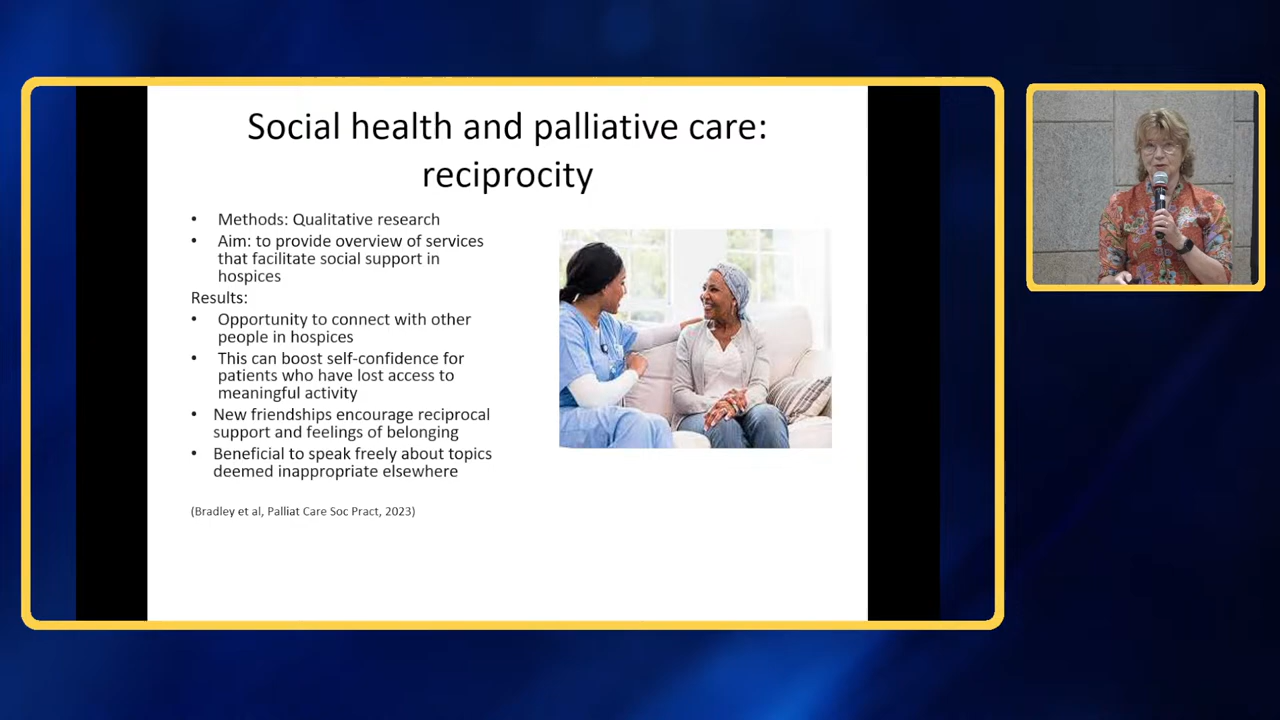 Social health and palliative care:
reciprocity
• Methods: Qualitative research
• Aim: to provide overview of services
that facilitate social support in
hospices
Results:
• Opportunity to connect with other
people in hospices
• This can boost self-confidence for
patients who have lost access to
meaningful activity
• New friendships encourage reciprocal
support and feelings of belonging
• Beneficial to speak freely about topics
deemed inappropriate elsewhere
(Bradley et al, Palliat Care Soc Pract, 2023)